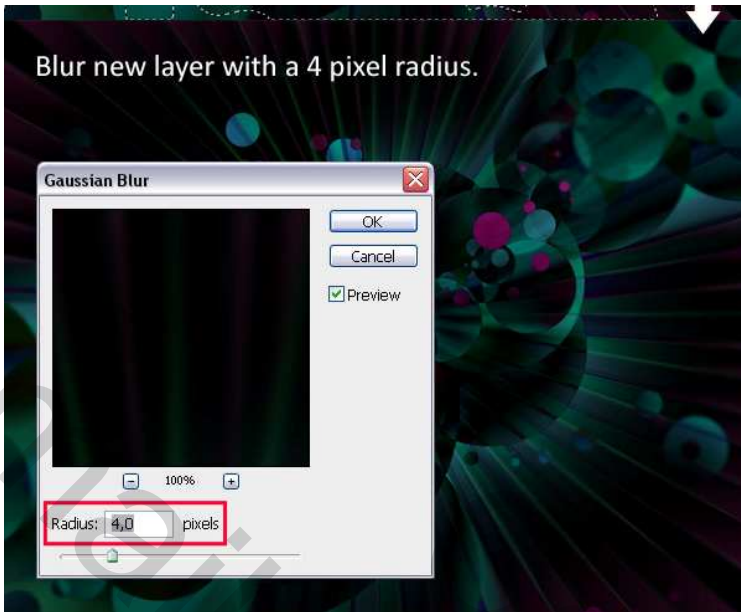 Blur new layer with a 4 pixel radius.
Gaussian Blur
OK
Cancel
Preview
100%
Radius: 4,0 pixels